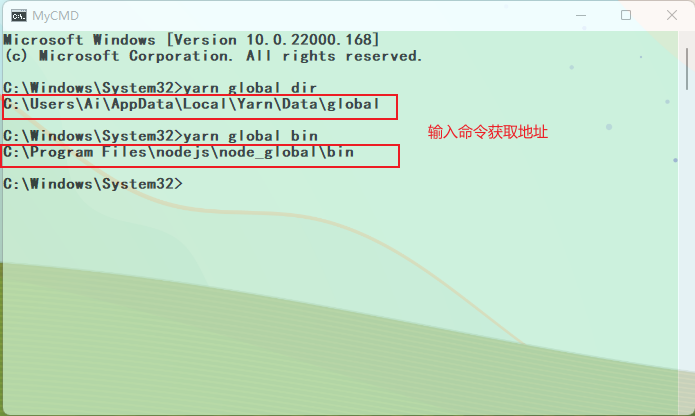 MyCMD
Microsoft Windows [Version 10.0.22000.168]
(c) Microsoft Corporation. All rights reserved.
C:\Windows\System32>yarn global dir
C:\Users\Ai\AppData\Local\Yarn\Data\global
C:\Windows\System32>yarn global bin
C:\Program Files\nodejs\node_global\bin
输入命令获取地址
C:\Windows\System32>